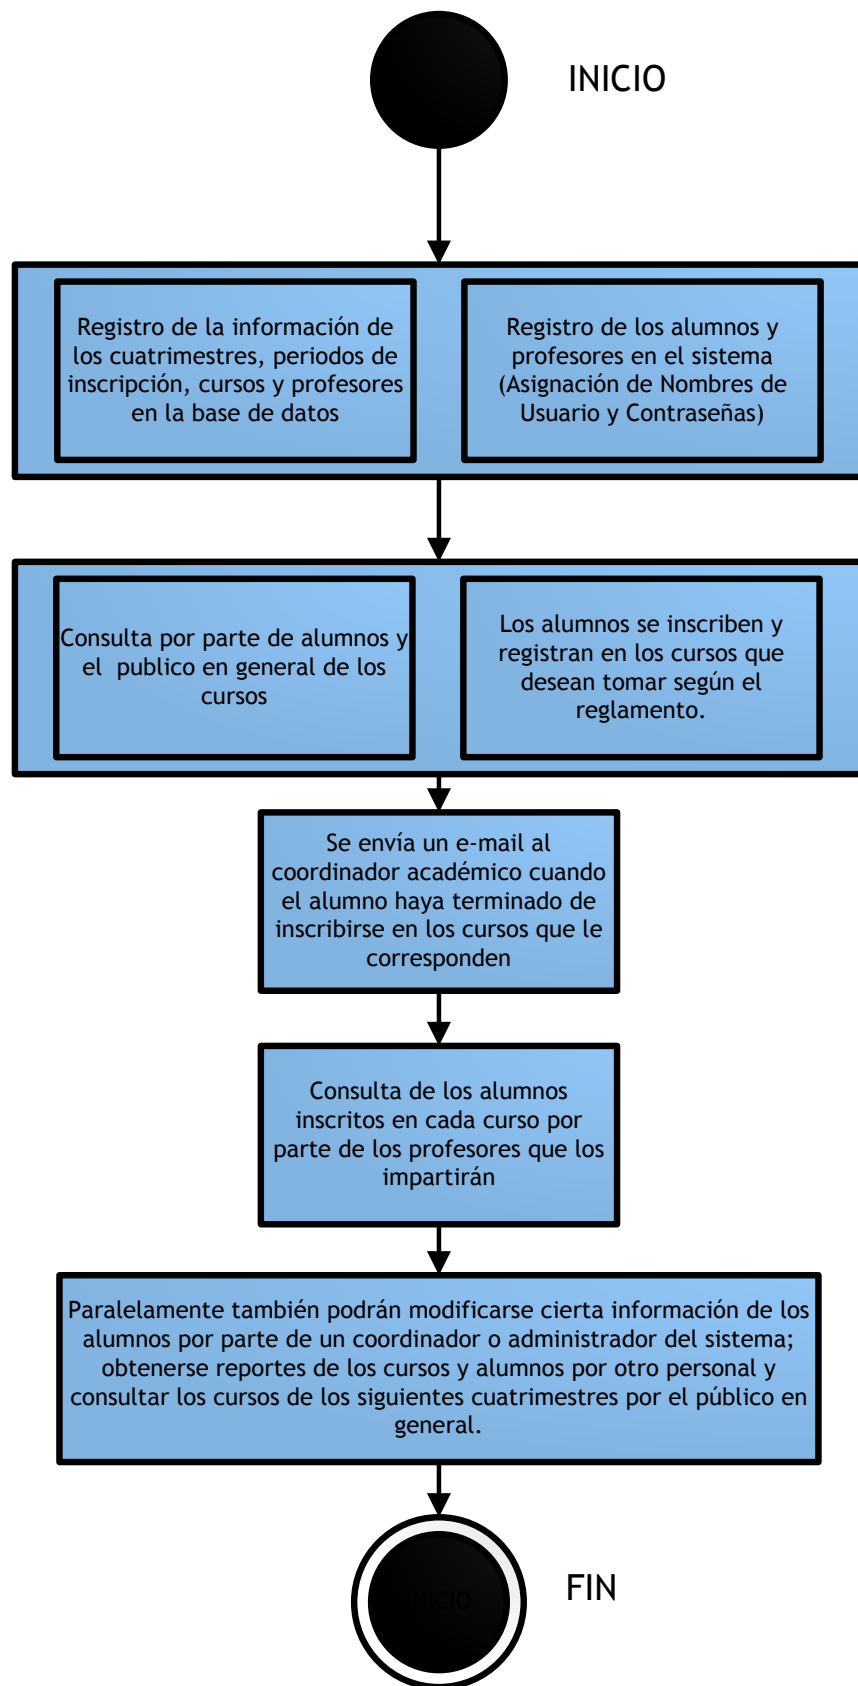 INICIO
Registro de la información de
los cuatrimestres, periodos de
inscripción, cursos y profesores
en la base de datos
Registro de los alumnos y
profesores en el sistema
(Asignación de Nombres de
Usuario y Contraseñas)
Consulta por parte de alumnos y
el publico en general de los
cursos
Los alumnos se inscriben y
registran en los cursos que
desean tomar según el
reglamento.
Se envía un e-mail al
coordinador académico cuando
el alumno haya terminado de
inscribirse en los cursos que le
corresponden
Consulta de los alumnos
inscritos en cada curso por
parte de los profesores que los
impartirán
Paralelamente también podrán modificarse cierta información de los
alumnos por parte de un coordinador o administrador del sistema;
obtenerse reportes de los cursos y alumnos por otro personal y
consultar los cursos de los siguientes cuatrimestres por el público en
general.
INICIO
FIN